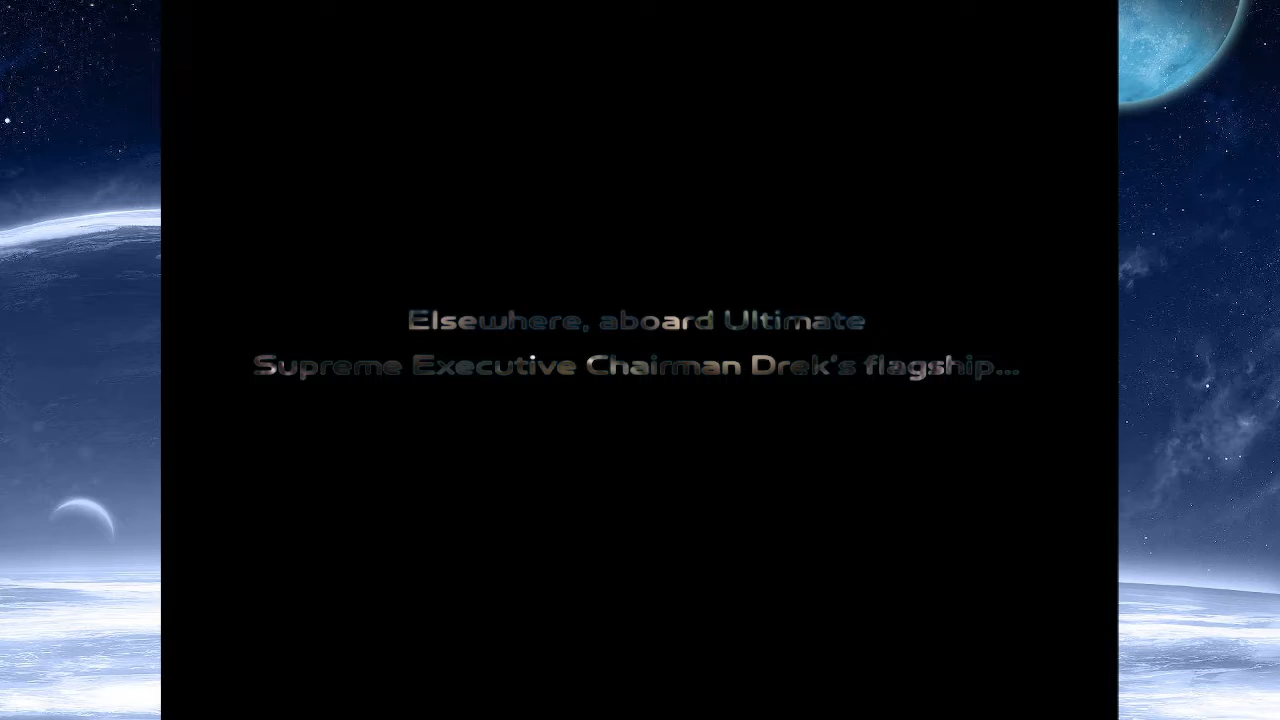 Elsewhere, aboard Ultimate
Supreme Executive Chairman Drek's flagship...